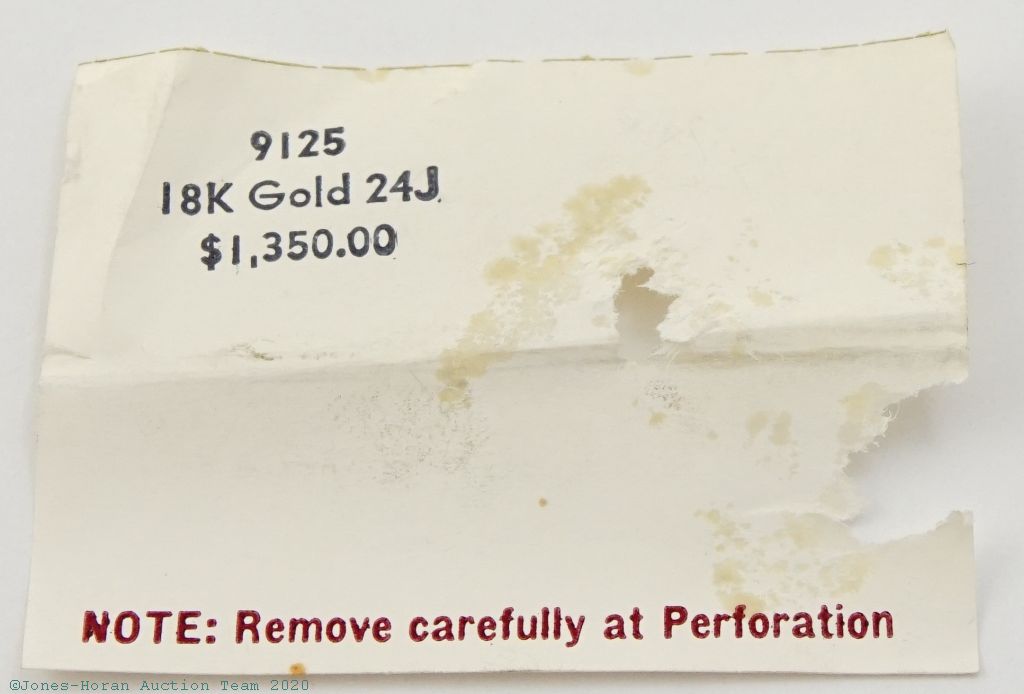 9125
18K Gold 24J
$1,350.00
NOTE: Remove carefully at Perforation
©Jones-Horan Auction Team 2020